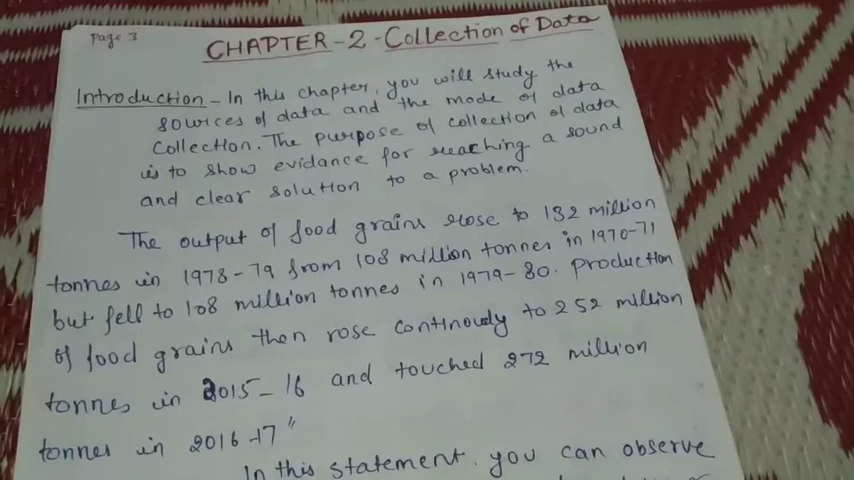 Page 3
CHAPTER-2-Collection of Data
Introduction - In this chapter, you will study the
sources of data and the mode of data
Collection. The purpose of collection of data
is to show evidence for reaching a sound
and clear solution to a problem.
The output of food grains rose to 132 million
tonnes in 1978-79 from 108 million tonnes in 1970-71
but fell to 108 million tonnes in 1979-80. Production
of food grains then rose continously to 252 million
tonnes in 2015-16 and touched 272 million
tonnes in 2016-17"
In this statement, you can observe